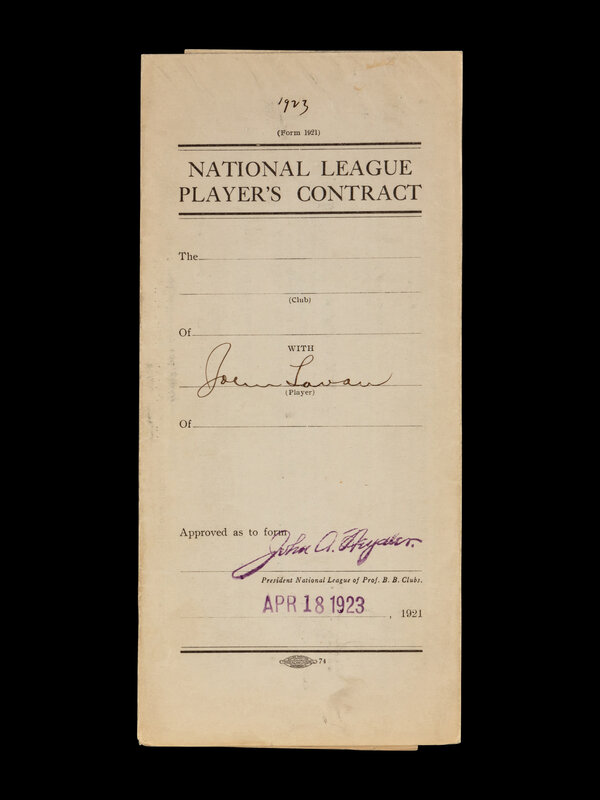 1923
(Form 1921)
NATIONAL LEAGUE
PLAYER'S CONTRACT
The
(Club)
Of
WITH
John Lavan
(Player)
Of
Approved as to form
John A. Heydler.
President National League of Prof. B. B. Clubs.
APR 18 1923 , 1921
74